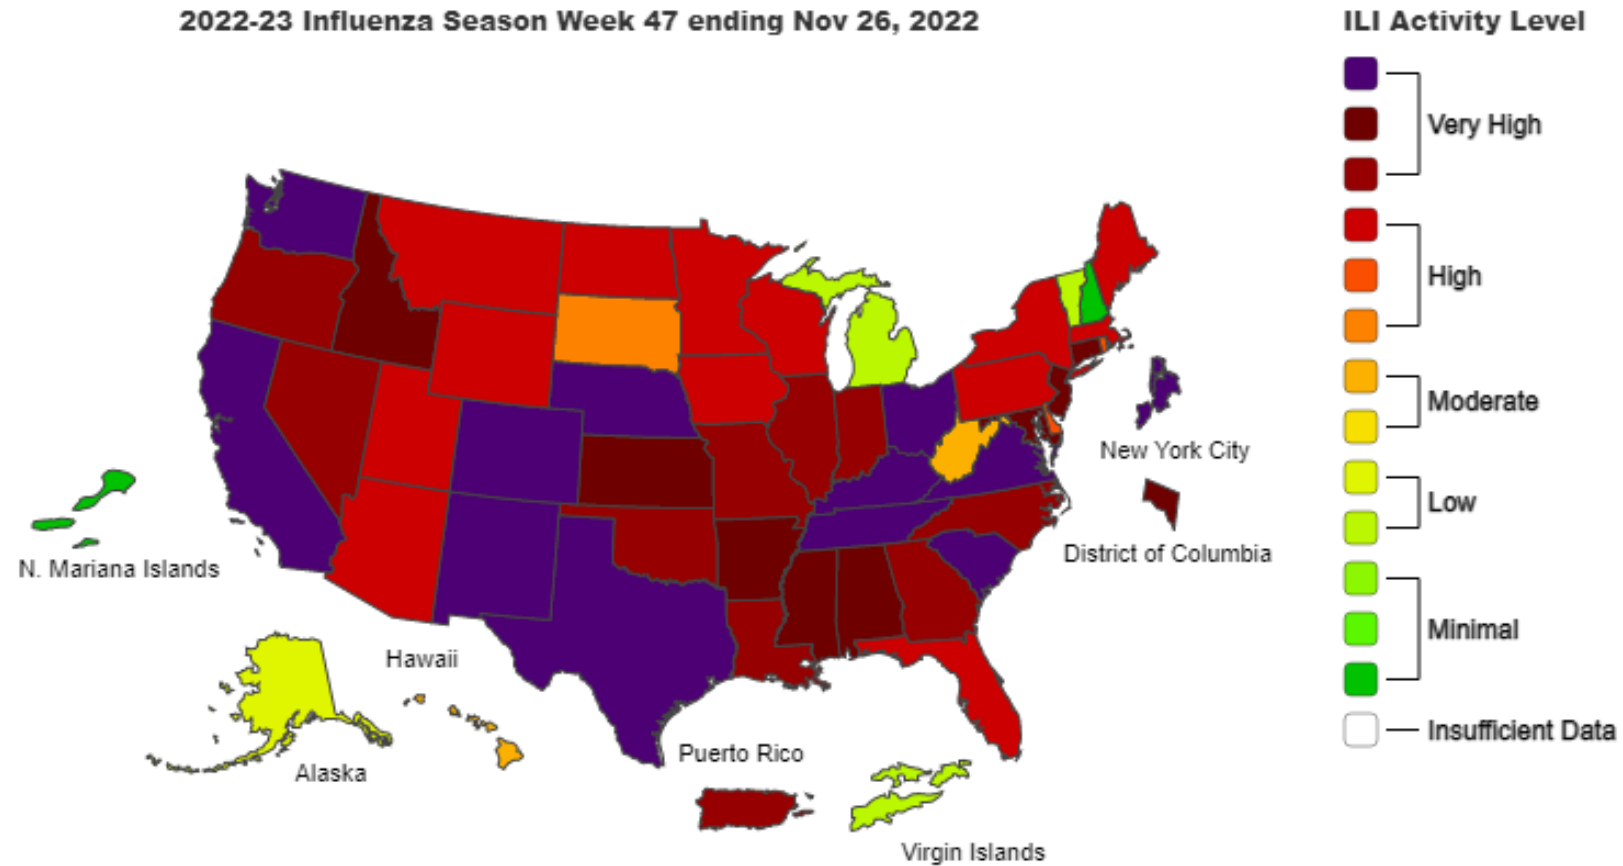 2022-23 Influenza Season Week 47 ending Nov 26, 2022
ILI Activity Level
Very High
High
Moderate
Low
Minimal
Insufficient Data
New York City
District of Columbia
N. Mariana Islands
Hawaii
Alaska
Puerto Rico
Virgin Islands